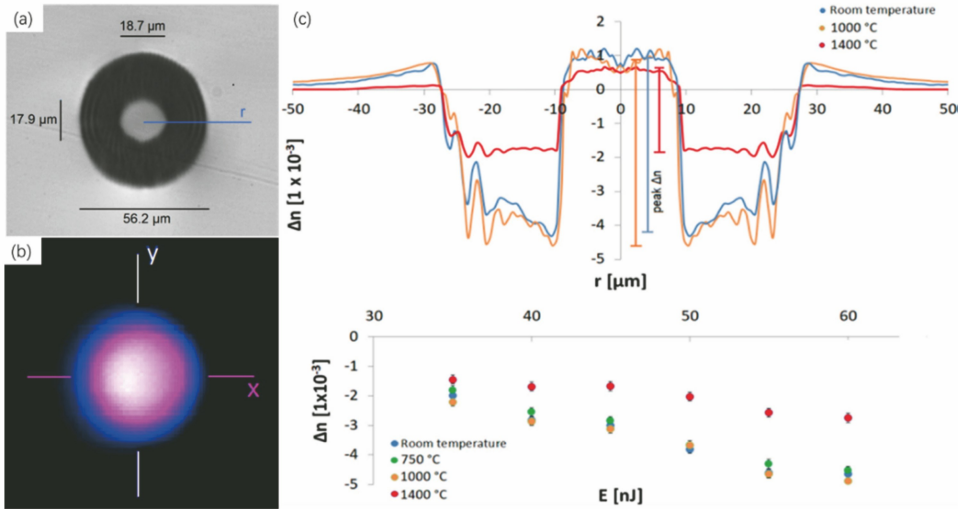 (a)
18.7 µm
17.9 µm
r
56.2 µm
(b)
y
x
(c)
Room temperature
1000 °C
1400 °C
2
1
0
-1
-2
-3
-4
-5
-50 -40 -30 -20 -10 0 10 20 30 40 50
Δn [1 x 10⁻³]
peak Δn
r [µm]
30 40 50 60
0
-1
-2
-3
-4
-5
Δn [1x10⁻³]
Room temperature
750 °C
1000 °C
1400 °C
E [nJ]